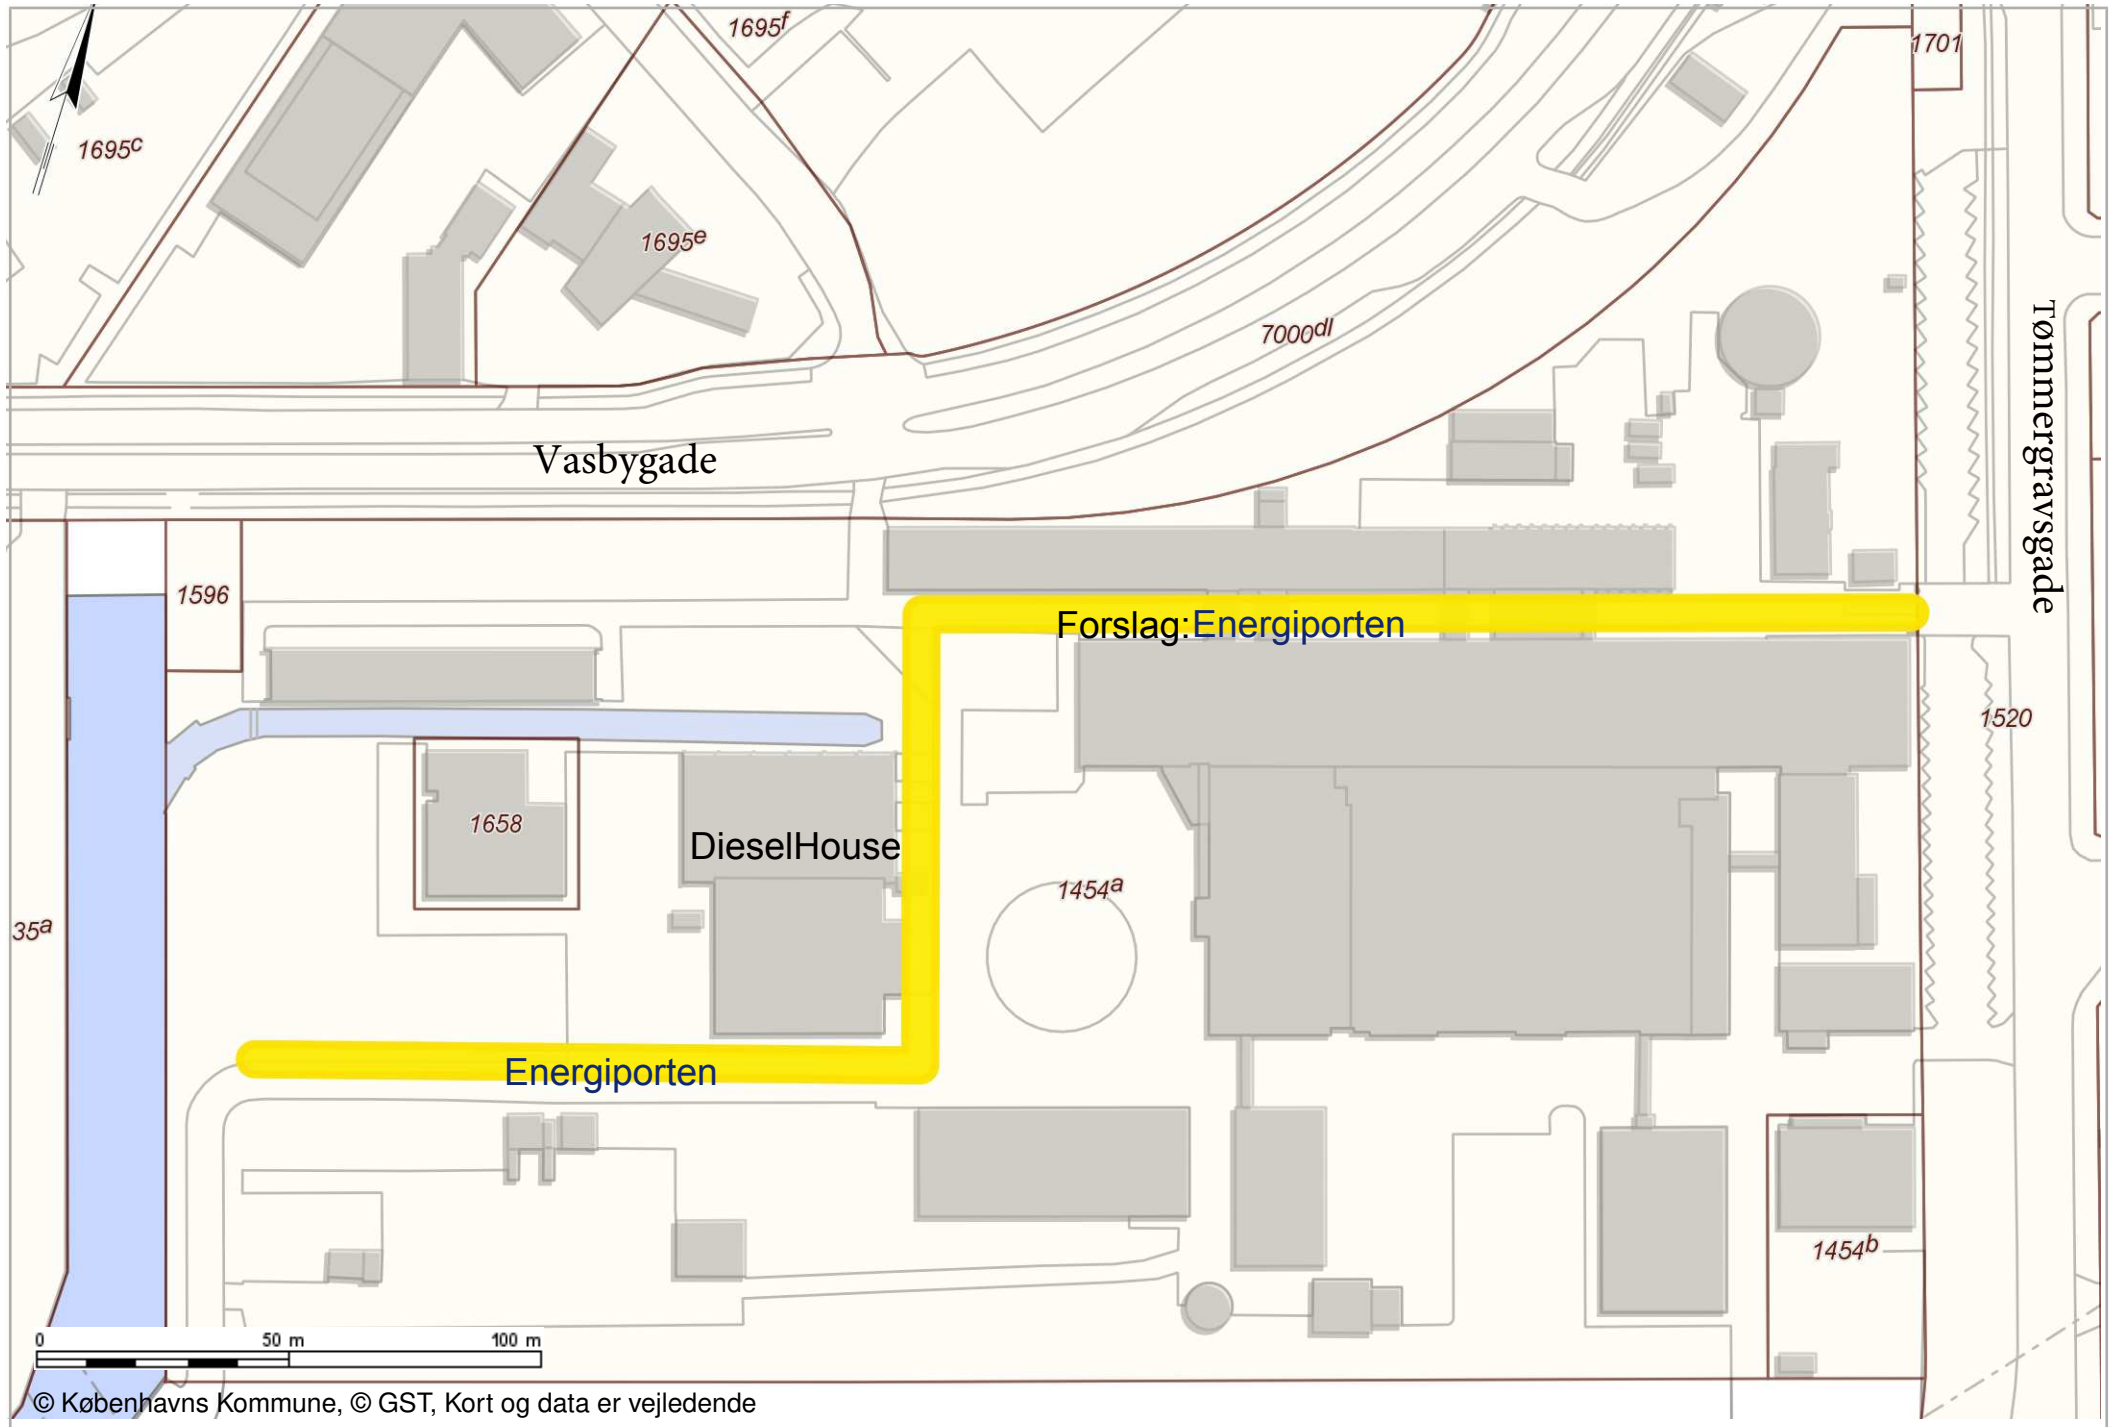 1695f
1701
1695c
1695e
7000dl
Tømmergravsgade
Vasbygade
1596
Forslag:Energiporten
1520
1658
DieselHouse
1454a
35a
Energiporten
1454b
0 50 m 100 m
© Københavns Kommune, © GST, Kort og data er vejledende